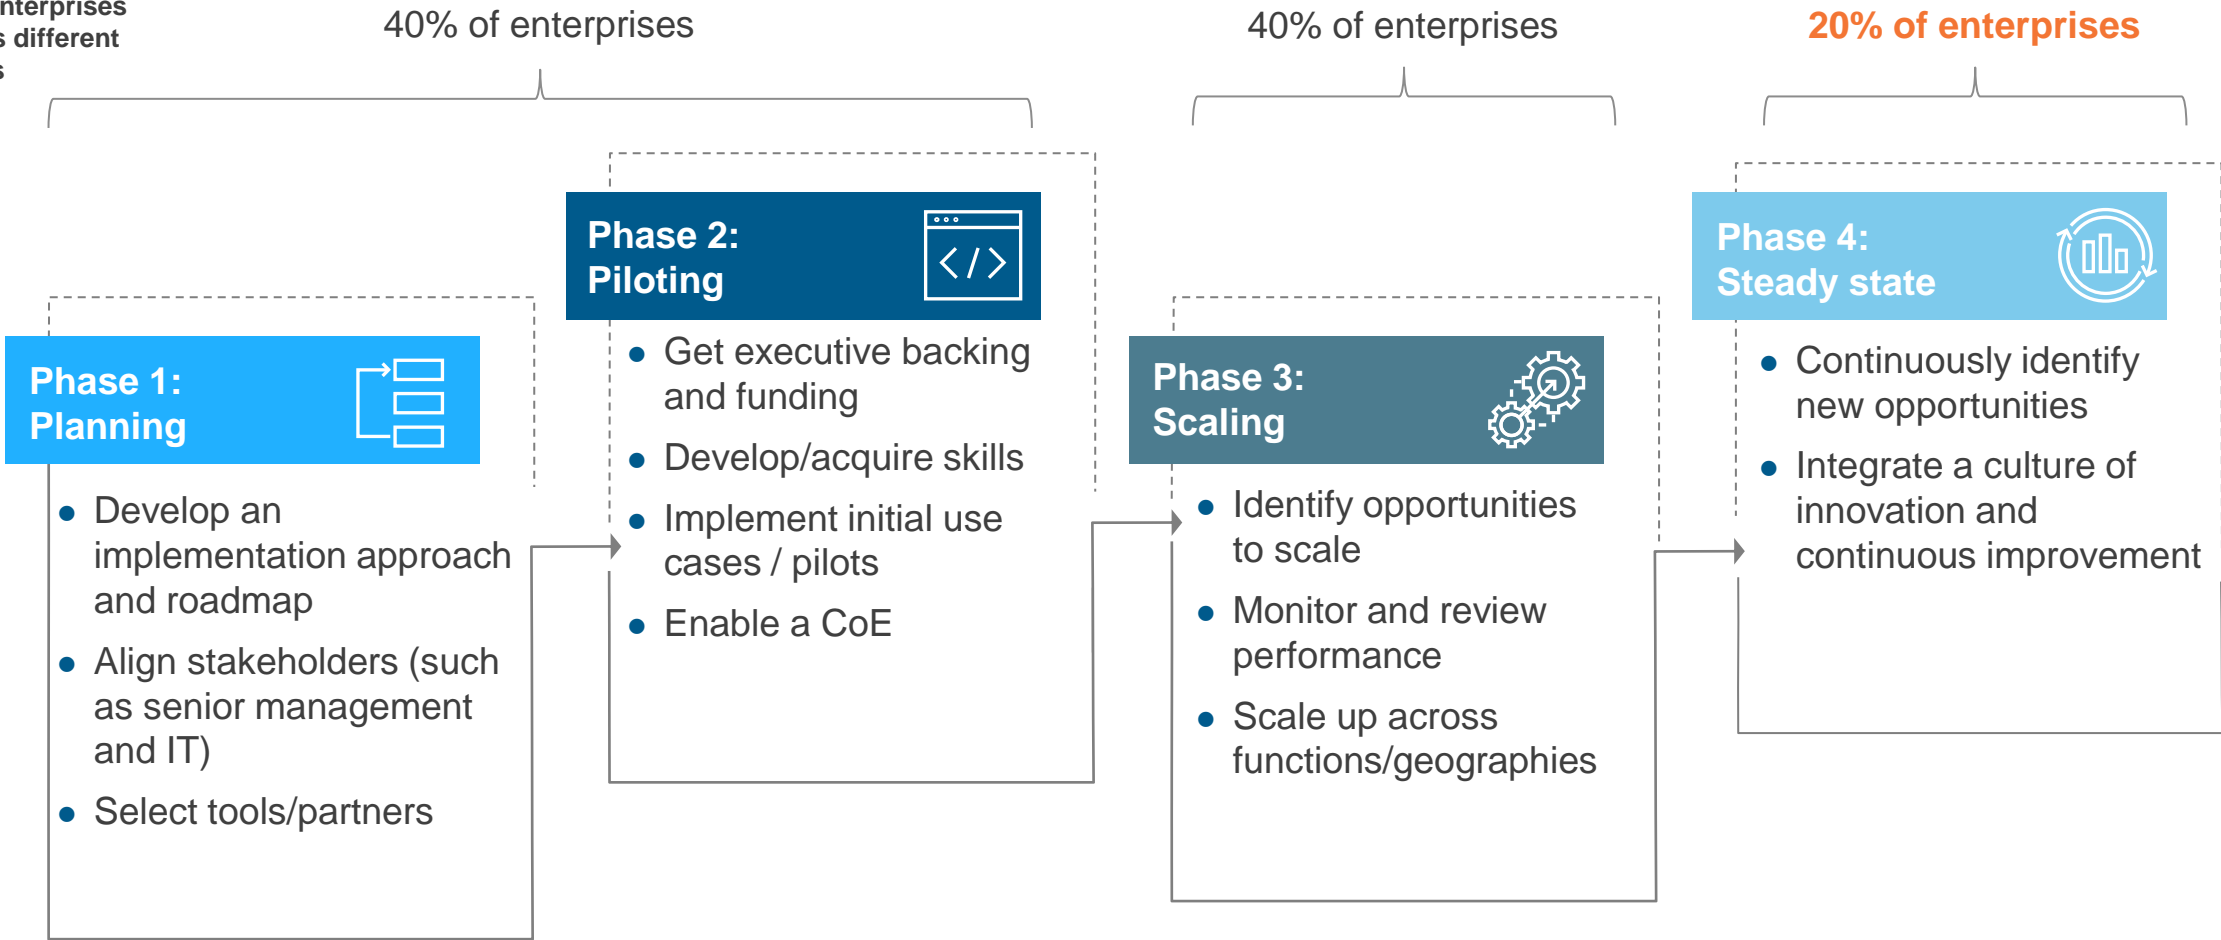 nterprises
s different
s
40% of enterprises
40% of enterprises
20% of enterprises
Phase 1:
Planning
● Develop an
implementation approach
and roadmap
● Align stakeholders (such
as senior management
and IT)
● Select tools/partners
Phase 2:
Piloting
</>
● Get executive backing
and funding
● Develop/acquire skills
● Implement initial use
cases / pilots
● Enable a CoE
Phase 3:
Scaling
● Identify opportunities
to scale
● Monitor and review
performance
● Scale up across
functions/geographies
Phase 4:
Steady state
● Continuously identify
new opportunities
● Integrate a culture of
innovation and
continuous improvement